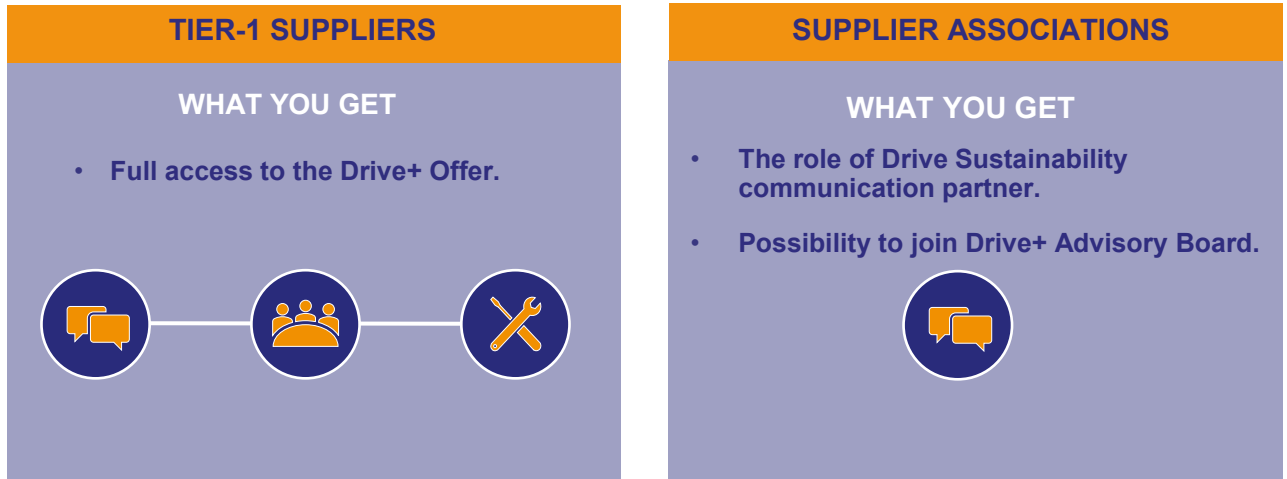 TIER-1 SUPPLIERS
WHAT YOU GET
• Full access to the Drive+ Offer.
SUPPLIER ASSOCIATIONS
WHAT YOU GET
• The role of Drive Sustainability
communication partner.
• Possibility to join Drive+ Advisory Board.